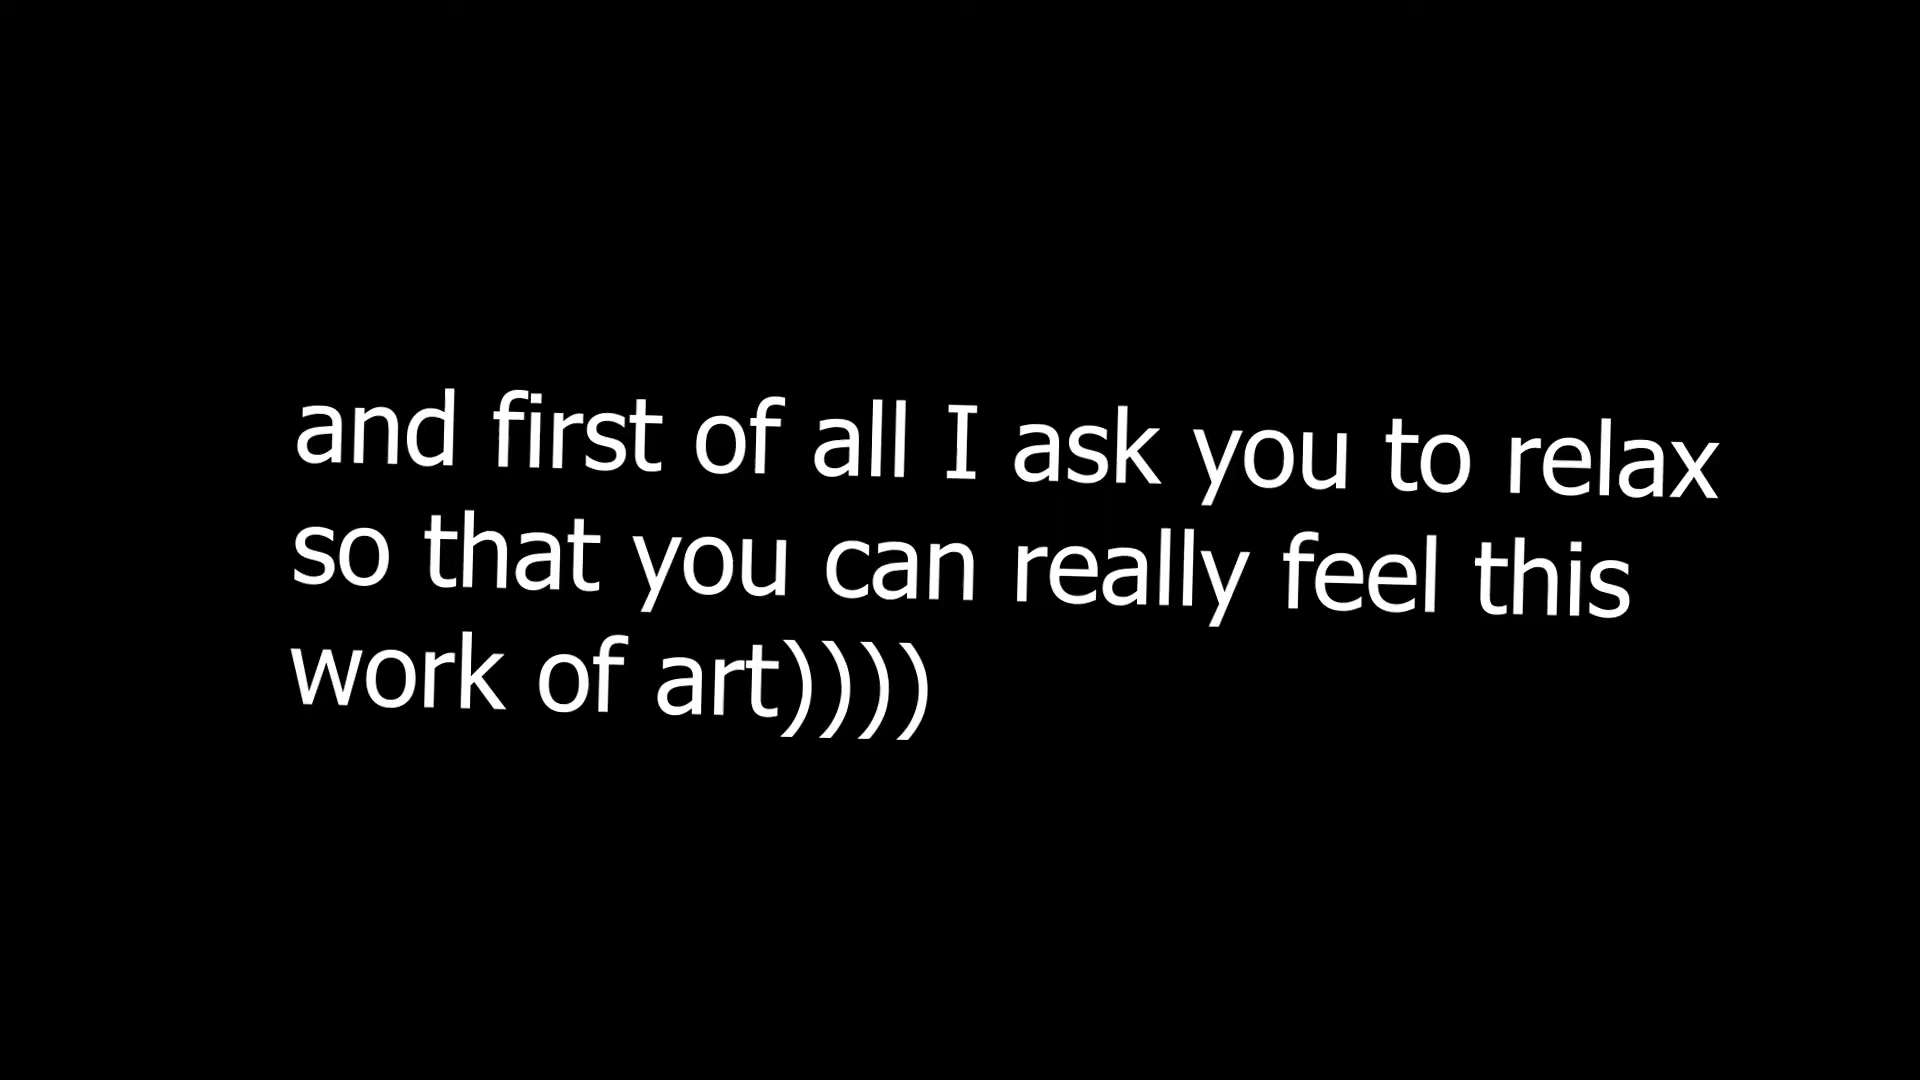 and first of all I ask you to relax
so that you can really feel this
work of art))))